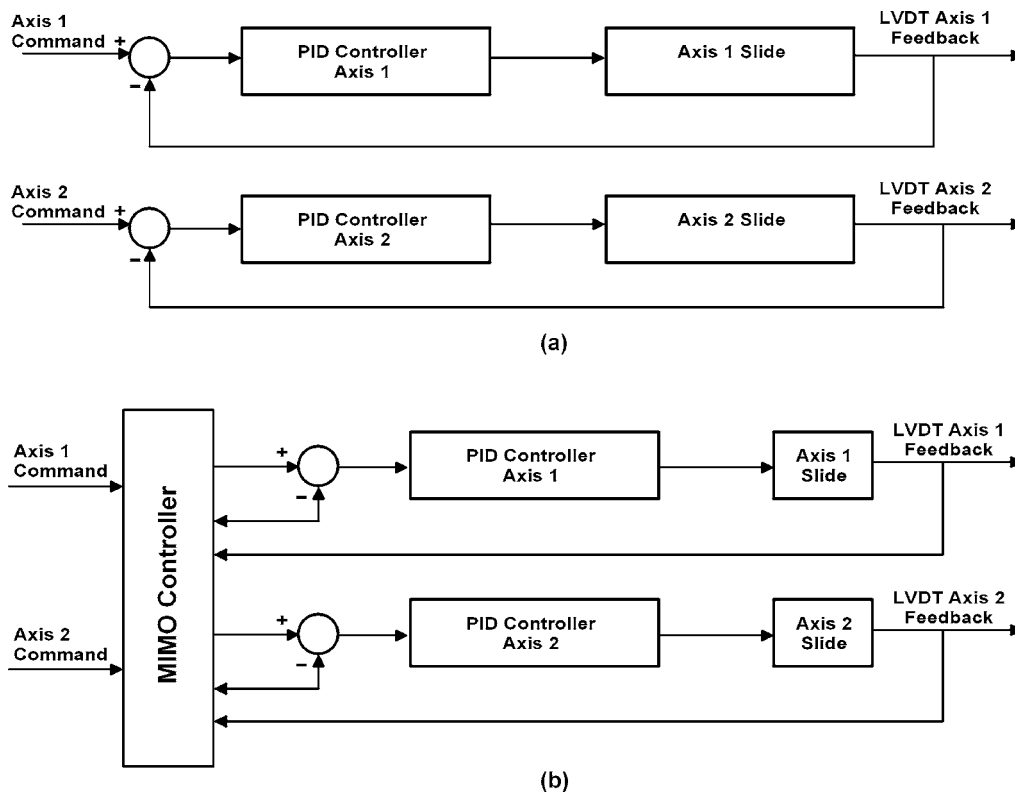 Axis 1
Command
+
−
PID Controller
Axis 1
Axis 1 Slide
LVDT Axis 1
Feedback
Axis 2
Command
+
−
PID Controller
Axis 2
Axis 2 Slide
LVDT Axis 2
Feedback
(a)
Axis 1
Command
Axis 2
Command
MIMO Controller
+
−
PID Controller
Axis 1
Axis 1
Slide
LVDT Axis 1
Feedback
+
−
PID Controller
Axis 2
Axis 2
Slide
LVDT Axis 2
Feedback
(b)